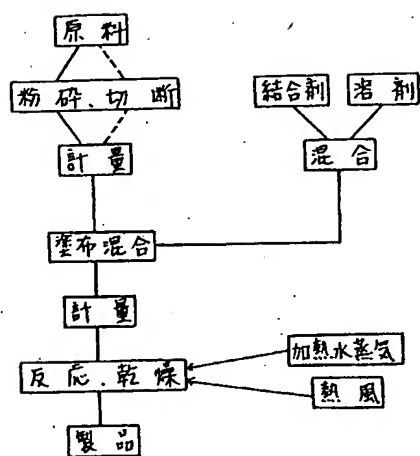 原料
粉砕、切断
結合剤 溶剤
計量
混合
塗布混合
計量
加熱水蒸気
反応、乾燥
熱風
製品